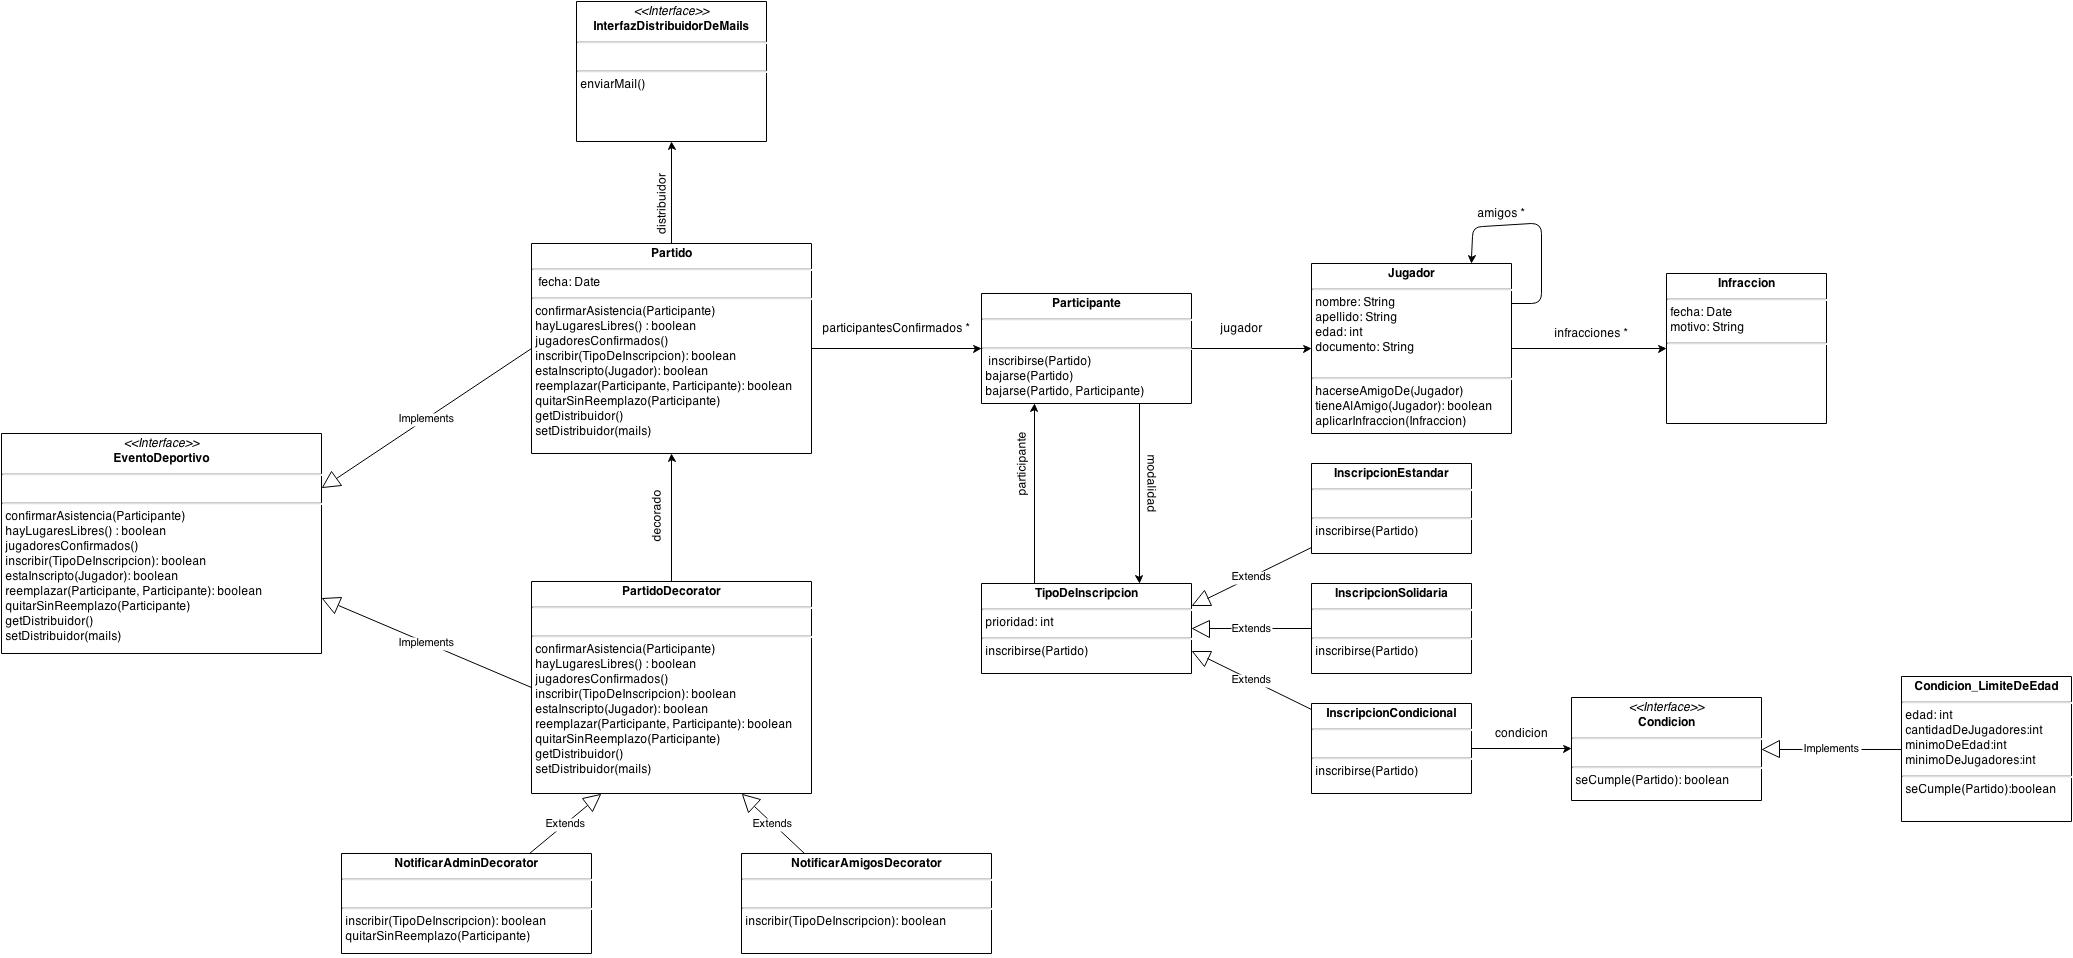 <<Interface>>
InterfazDistribuidorDeMails
enviarMail()
distribuidor
Partido
fecha: Date
confirmarAsistencia(Participante)
hayLugaresLibres() : boolean
jugadoresConfirmados()
inscribir(TipoDeInscripcion): boolean
estaInscripto(Jugador): boolean
reemplazar(Participante, Participante): boolean
quitarSinReemplazo(Participante)
getDistribuidor()
setDistribuidor(mails)
participantesConfirmados *
Participante
inscribirse(Partido)
bajarse(Partido)
bajarse(Partido, Participante)
jugador
amigos *
Jugador
nombre: String
apellido: String
edad: int
documento: String
hacerseAmigoDe(Jugador)
tieneAlAmigo(Jugador): boolean
aplicarInfraccion(Infraccion)
infracciones *
Infraccion
fecha: Date
motivo: String
Implements
<<Interface>>
EventoDeportivo
confirmarAsistencia(Participante)
hayLugaresLibres() : boolean
jugadoresConfirmados()
inscribir(TipoDeInscripcion): boolean
estaInscripto(Jugador): boolean
reemplazar(Participante, Participante): boolean
quitarSinReemplazo(Participante)
getDistribuidor()
setDistribuidor(mails)
Implements
decorado
PartidoDecorator
confirmarAsistencia(Participante)
hayLugaresLibres() : boolean
jugadoresConfirmados()
inscribir(TipoDeInscripcion): boolean
estaInscripto(Jugador): boolean
reemplazar(Participante, Participante): boolean
quitarSinReemplazo(Participante)
getDistribuidor()
setDistribuidor(mails)
participante
modalidad
TipoDeInscripcion
prioridad: int
inscribirse(Partido)
Extends
InscripcionEstandar
inscribirse(Partido)
Extends
InscripcionSolidaria
inscribirse(Partido)
Extends
InscripcionCondicional
inscribirse(Partido)
condicion
<<Interface>>
Condicion
seCumple(Partido): boolean
Implements
Condicion_LimiteDeEdad
edad: int
cantidadDeJugadores:int
minimoDeEdad:int
minimoDeJugadores:int
seCumple(Partido):boolean
Extends
Extends
NotificarAdminDecorator
inscribir(TipoDeInscripcion): boolean
quitarSinReemplazo(Participante)
NotificarAmigosDecorator
inscribir(TipoDeInscripcion): boolean